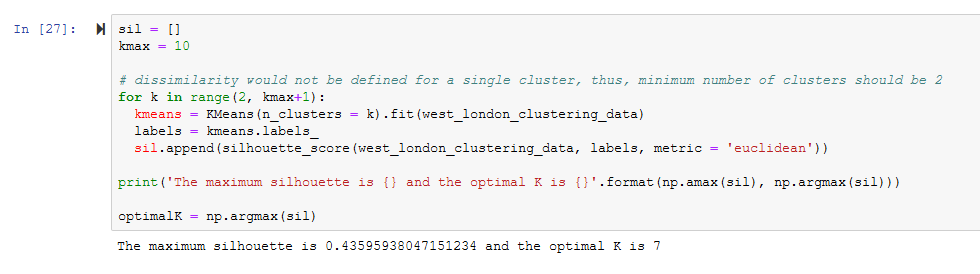 In [27]:
sil = []
kmax = 10
# dissimilarity would not be defined for a single cluster, thus, minimum number of clusters should be 2
for k in range(2, kmax+1):
  kmeans = KMeans(n_clusters = k).fit(west_london_clustering_data)
  labels = kmeans.labels_
  sil.append(silhouette_score(west_london_clustering_data, labels, metric = 'euclidean'))
print('The maximum silhouette is {} and the optimal K is {}'.format(np.amax(sil), np.argmax(sil)))
optimalK = np.argmax(sil)
The maximum silhouette is 0.43595938047151234 and the optimal K is 7